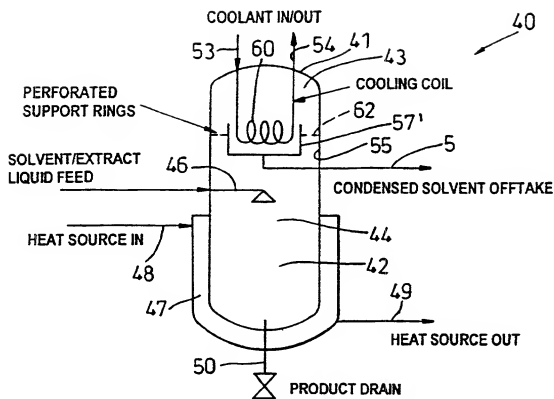 COOLANT IN/OUT
53
54
41
40
60
43
COOLING COIL
PERFORATED
SUPPORT RINGS
62
57'
55
5
SOLVENT/EXTRACT
LIQUID FEED
46
CONDENSED SOLVENT OFFTAKE
HEAT SOURCE IN
48
44
42
47
49
HEAT SOURCE OUT
50
PRODUCT DRAIN